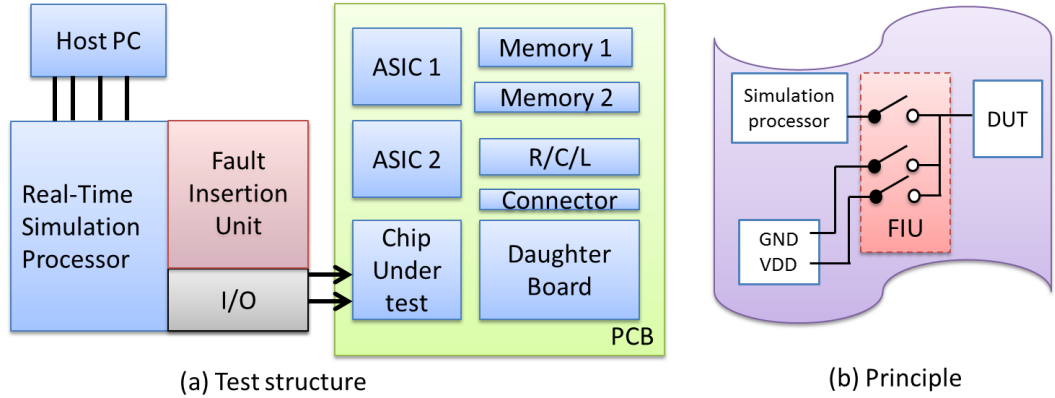 Host PC
Real-Time
Simulation
Processor
Fault
Insertion
Unit
I/O
ASIC 1
ASIC 2
Chip
Under
test
Memory 1
Memory 2
R/C/L
Connector
Daughter
Board
PCB
(a) Test structure
Simulation
processor
DUT
FIU
GND
VDD
(b) Principle